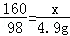 160/98 = x/4.9g